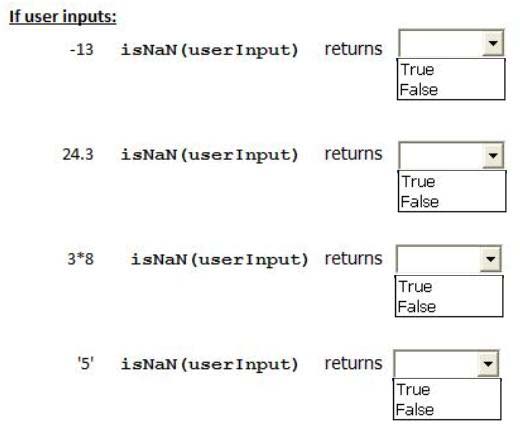 If user inputs:
-13 isNaN(userInput) returns
True
False
24.3 isNaN(userInput) returns
True
False
3*8 isNaN(userInput) returns
True
False
'5' isNaN(userInput) returns
True
False